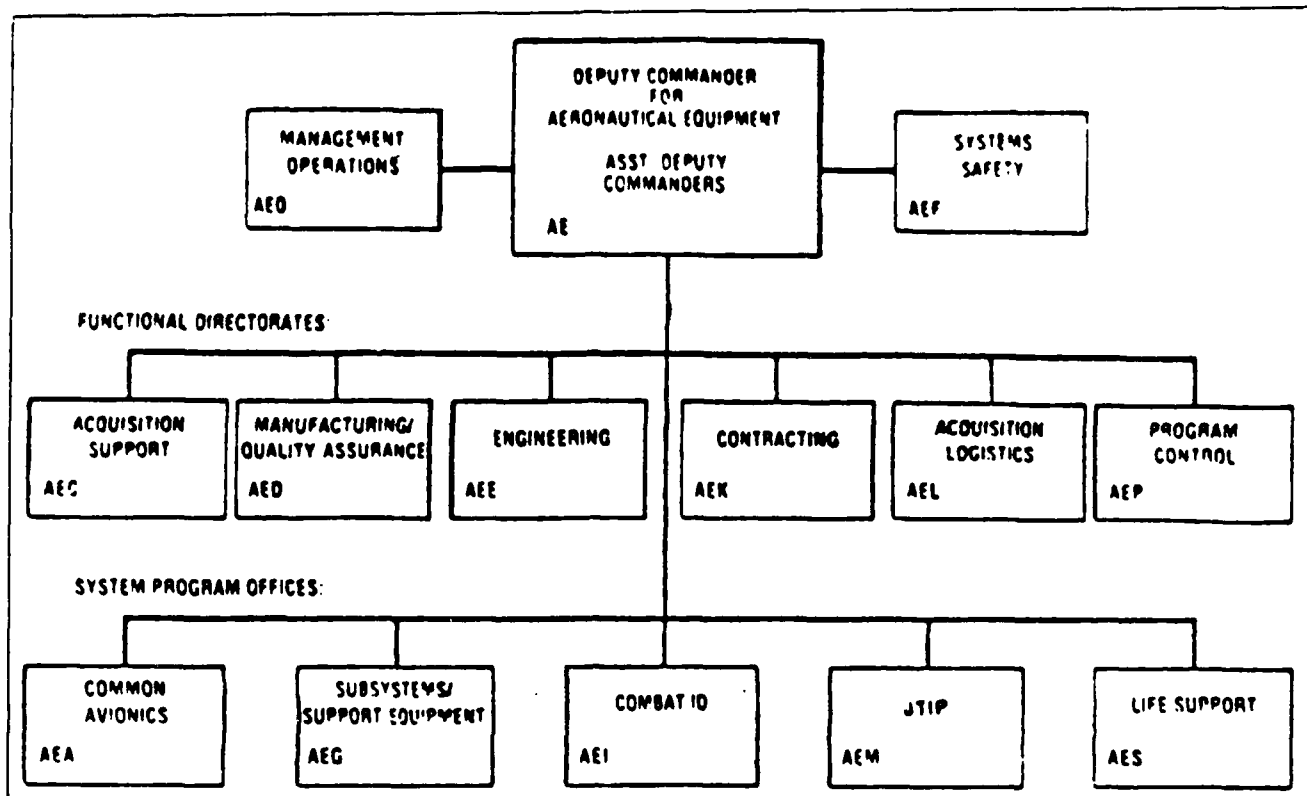 DEPUTY COMMANDER
FOR
AERONAUTICAL EQUIPMENT
ASST. DEPUTY
COMMANDERS
AE
MANAGEMENT
OPERATIONS
AEO
SYSTEMS
SAFETY
AEF
FUNCTIONAL DIRECTORATES:
ACQUISITION
SUPPORT
AEC
MANUFACTURING/
QUALITY ASSURANCE
AED
ENGINEERING
AEE
CONTRACTING
AEK
ACQUISITION
LOGISTICS
AEL
PROGRAM
CONTROL
AEP
SYSTEM PROGRAM OFFICES:
COMMON
AVIONICS
AEA
SUBSYSTEMS/
SUPPORT EQUIPMENT
AEG
COMBAT ID
AEI
JTIP
AEM
LIFE SUPPORT
AES